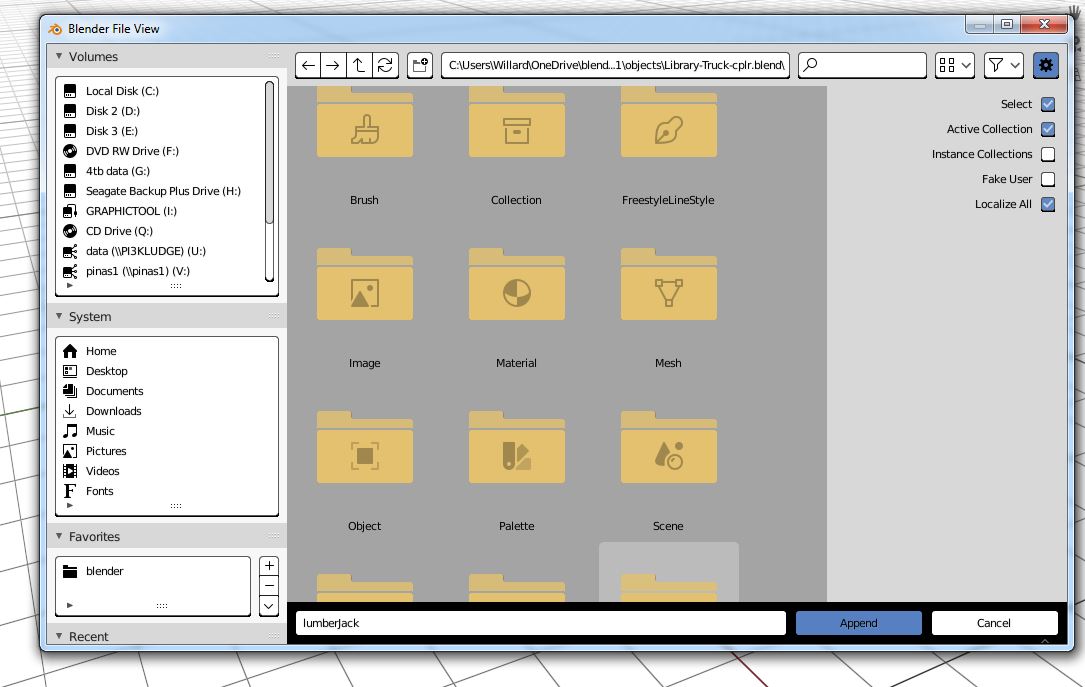 Blender File View
Volumes
Local Disk (C:)
Disk 2 (D:)
Disk 3 (E:)
DVD RW Drive (F:)
4tb data (G:)
Seagate Backup Plus Drive (H:)
GRAPHICTOOL (I:)
CD Drive (Q:)
data (\\PI3KLUDGE) (U:)
pinas1 (\\pinas1) (V:)
System
Home
Desktop
Documents
Downloads
Music
Pictures
Videos
Fonts
Favorites
blender
Recent
C:\Users\Willard\OneDrive\blend...1\objects\Library-Truck-cplr.blend\
Brush Collection FreestyleLineStyle
Image Material Mesh
Object Palette Scene
Select
Active Collection
Instance Collections
Fake User
Localize All
lumberJack Append Cancel